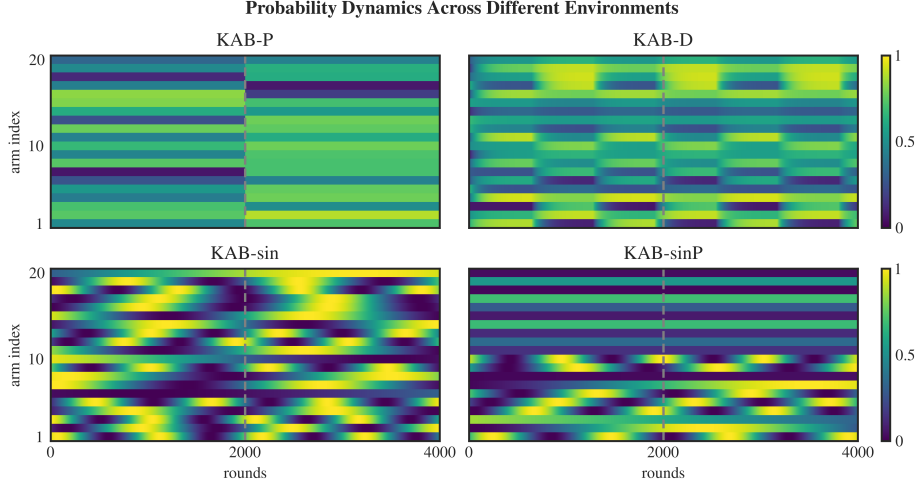 Probability Dynamics Across Different Environments
KAB-P
KAB-D
20
10
1
arm index
1
0.5
0
KAB-sin
KAB-sinP
20
10
1
arm index
1
0.5
0
0
2000
4000
0
2000
4000
rounds
rounds